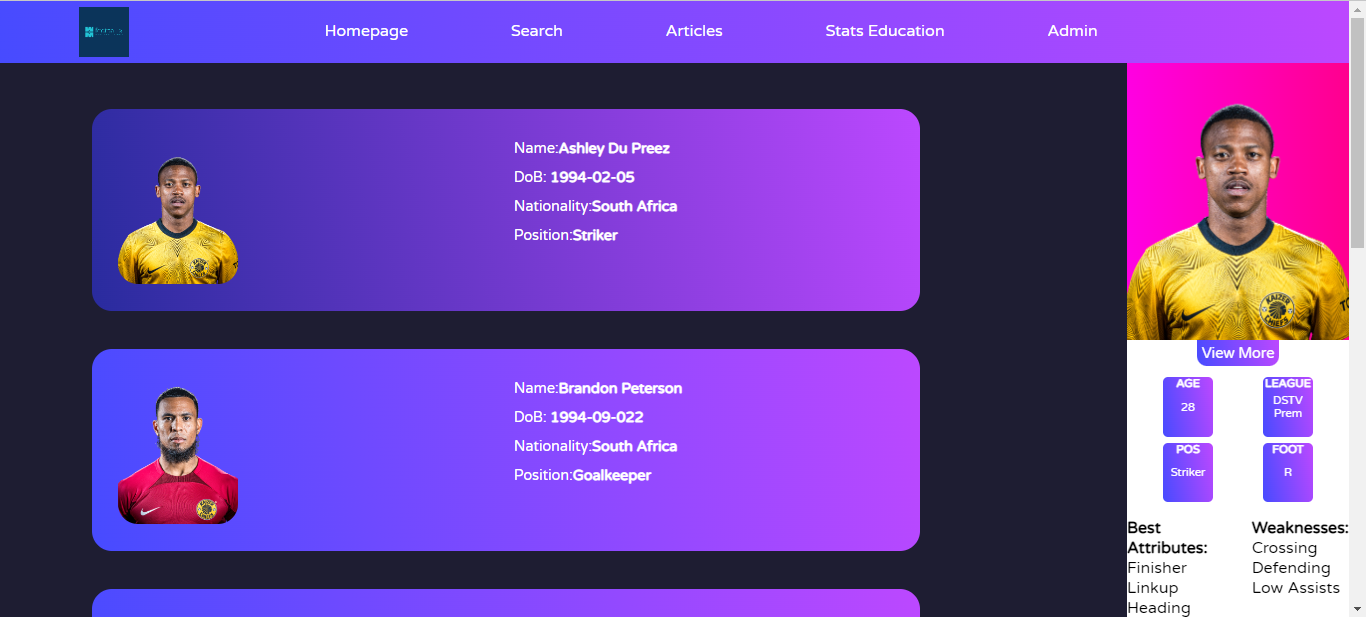 Homepage Search Articles Stats Education Admin
Name:Ashley Du Preez
DoB: 1994-02-05
Nationality:South Africa
Position:Striker
Name:Brandon Peterson
DoB: 1994-09-022
Nationality:South Africa
Position:Goalkeeper
KAIZER
CHIEFS
View More
AGE
28
LEAGUE
DSTV
Prem
POS
Striker
FOOT
R
Best
Attributes:
Finisher
Linkup
Heading
Weaknesses:
Crossing
Defending
Low Assists